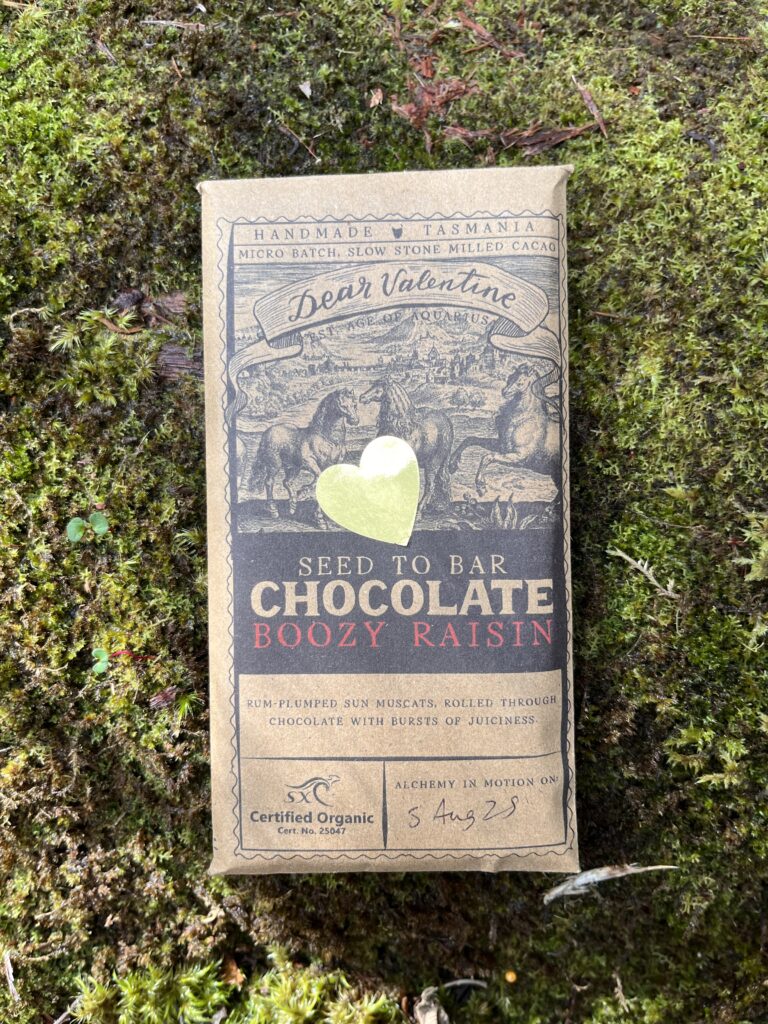 HANDMADE TASMANIA
MICRO BATCH, SLOW STONE MILLED CACAO
Dear Valentine
EST. AGE OF AQUARIUS
SEED TO BAR
CHOCOLATE
BOOZY RAISIN
RUM-PLUMPED SUN MUSCATS, ROLLED THROUGH
CHOCOLATE WITH BURSTS OF JUICINESS.
SXC
Certified Organic
Cert. No. 25047
ALCHEMY IN MOTION ON:
5 Aug 25